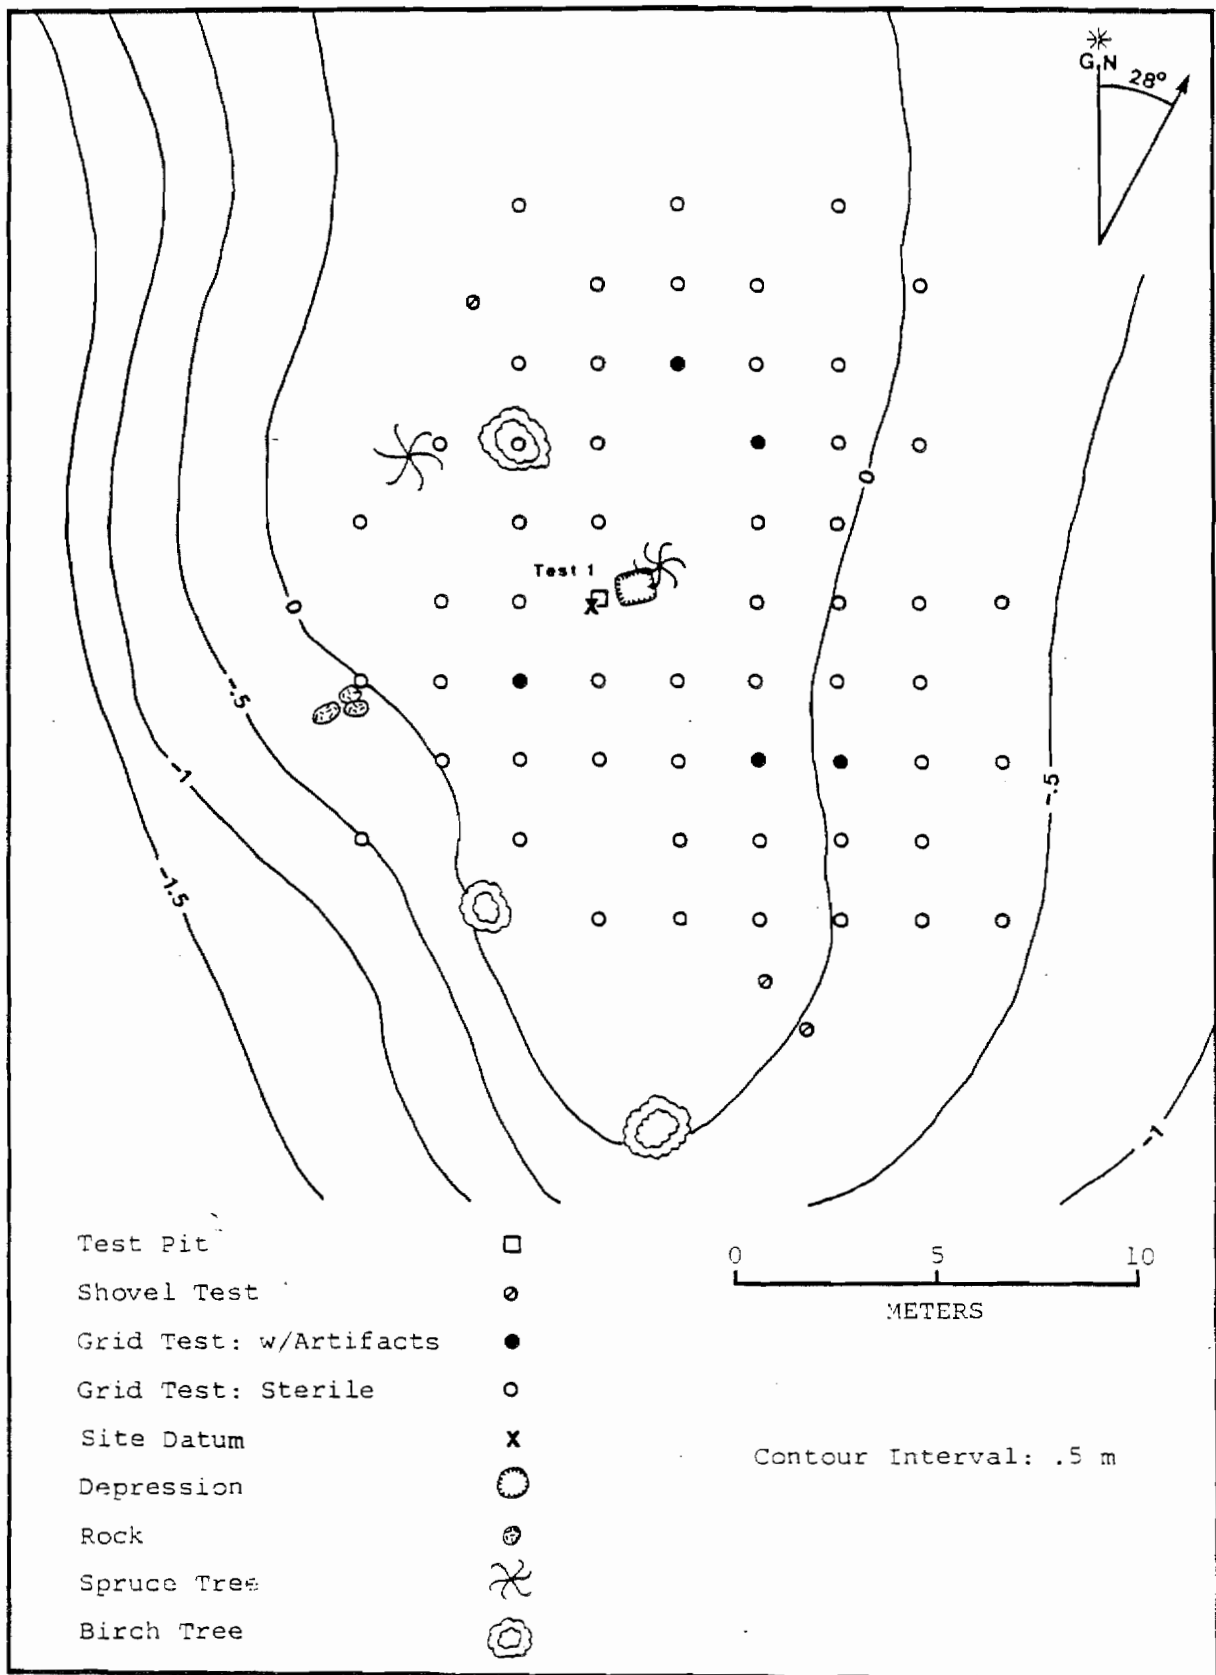 G.N
28°
Test 1
X
0
0
-.5
-1
-.5
-1.5
-1
Test Pit
Shovel Test
Grid Test: w/Artifacts
Grid Test: Sterile
Site Datum X
Depression
Rock
Spruce Tree
Birch Tree
0 5 10
METERS
Contour Interval: .5 m